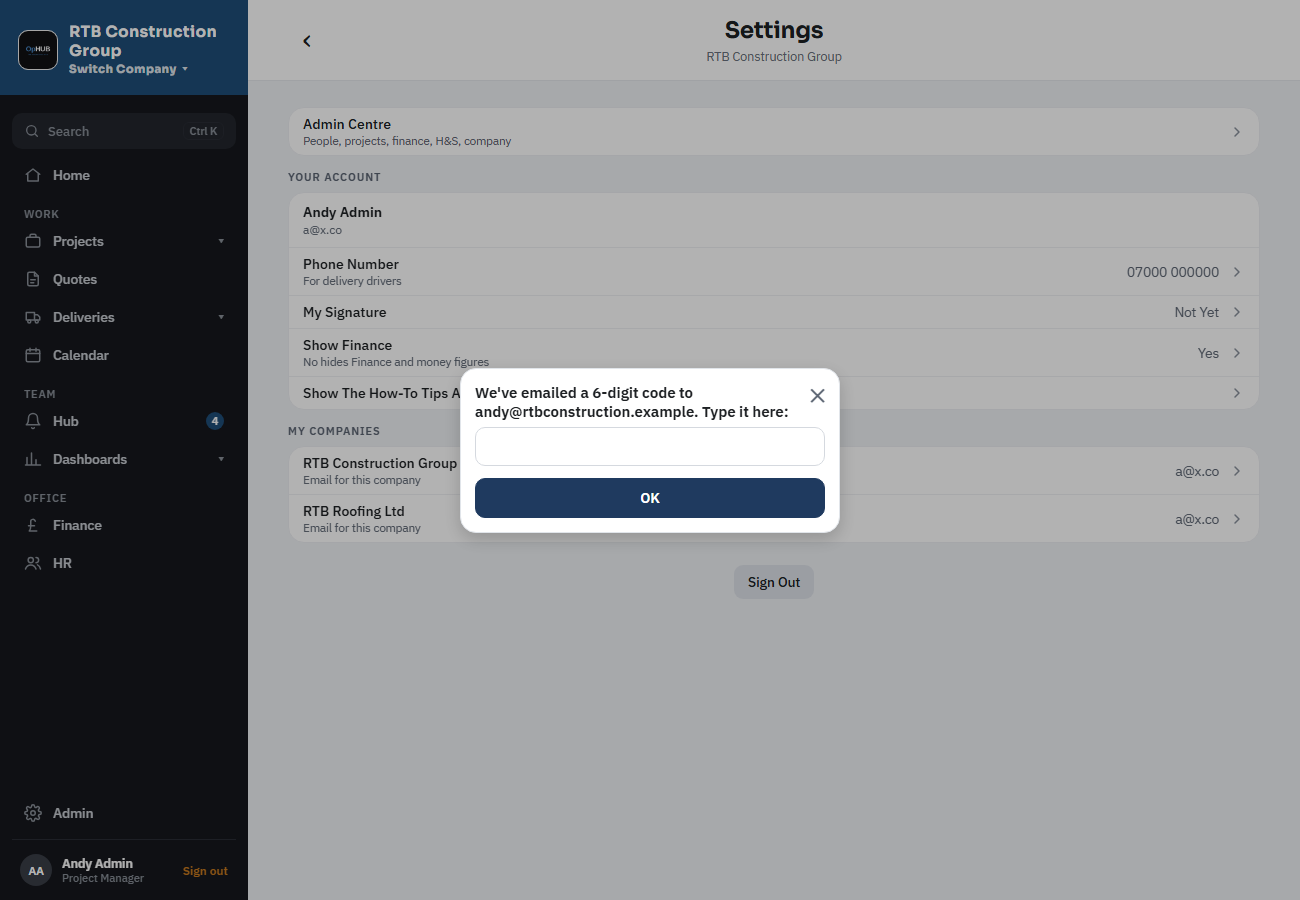 OpHUB
RTB Construction
Group
Switch Company
Search
Ctrl K
Home
WORK
Projects
Quotes
Deliveries
Calendar
TEAM
Hub
4
Dashboards
OFFICE
Finance
HR
Admin
AA
Andy Admin
Project Manager
Sign out
Settings
RTB Construction Group
Admin Centre
People, projects, finance, H&S, company
YOUR ACCOUNT
Andy Admin
a@x.co
Phone Number
For delivery drivers
07000 000000
My Signature
Not Yet
Show Finance
No hides Finance and money figures
Yes
Show The How-To Tips A
MY COMPANIES
RTB Construction Group
Email for this company
a@x.co
RTB Roofing Ltd
Email for this company
a@x.co
Sign Out
We've emailed a 6-digit code to
andy@rtbconstruction.example. Type it here:
OK